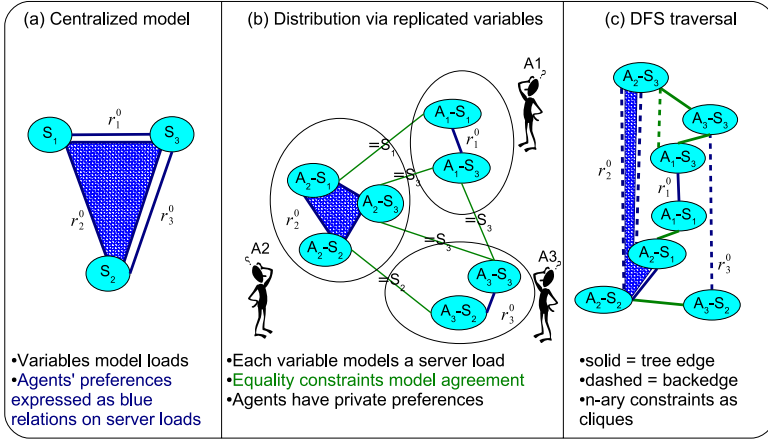 (a) Centralized model
S₁
r₁⁰
S₃
r₂⁰
r₃⁰
S₂
•Variables model loads
•Agents' preferences
expressed as blue
relations on server loads
(b) Distribution via replicated variables
A1
A₁–S₁
=S₁
r₁⁰
A₁–S₃
=S₃
A₂–S₁
A₂–S₃
r₂⁰
=S₃
A₂–S₂
=S₃
A2
A3
A₃–S₃
=S₂
A₃–S₂
r₃⁰
•Each variable models a server load
•Equality constraints model agreement
•Agents have private preferences
(c) DFS traversal
A₂–S₃
A₃–S₃
A₁–S₃
r₂⁰
r₁⁰
A₁–S₁
A₂–S₁
r₃⁰
A₂–S₂
A₃–S₂
•solid = tree edge
•dashed = backedge
•n-ary constraints as
cliques